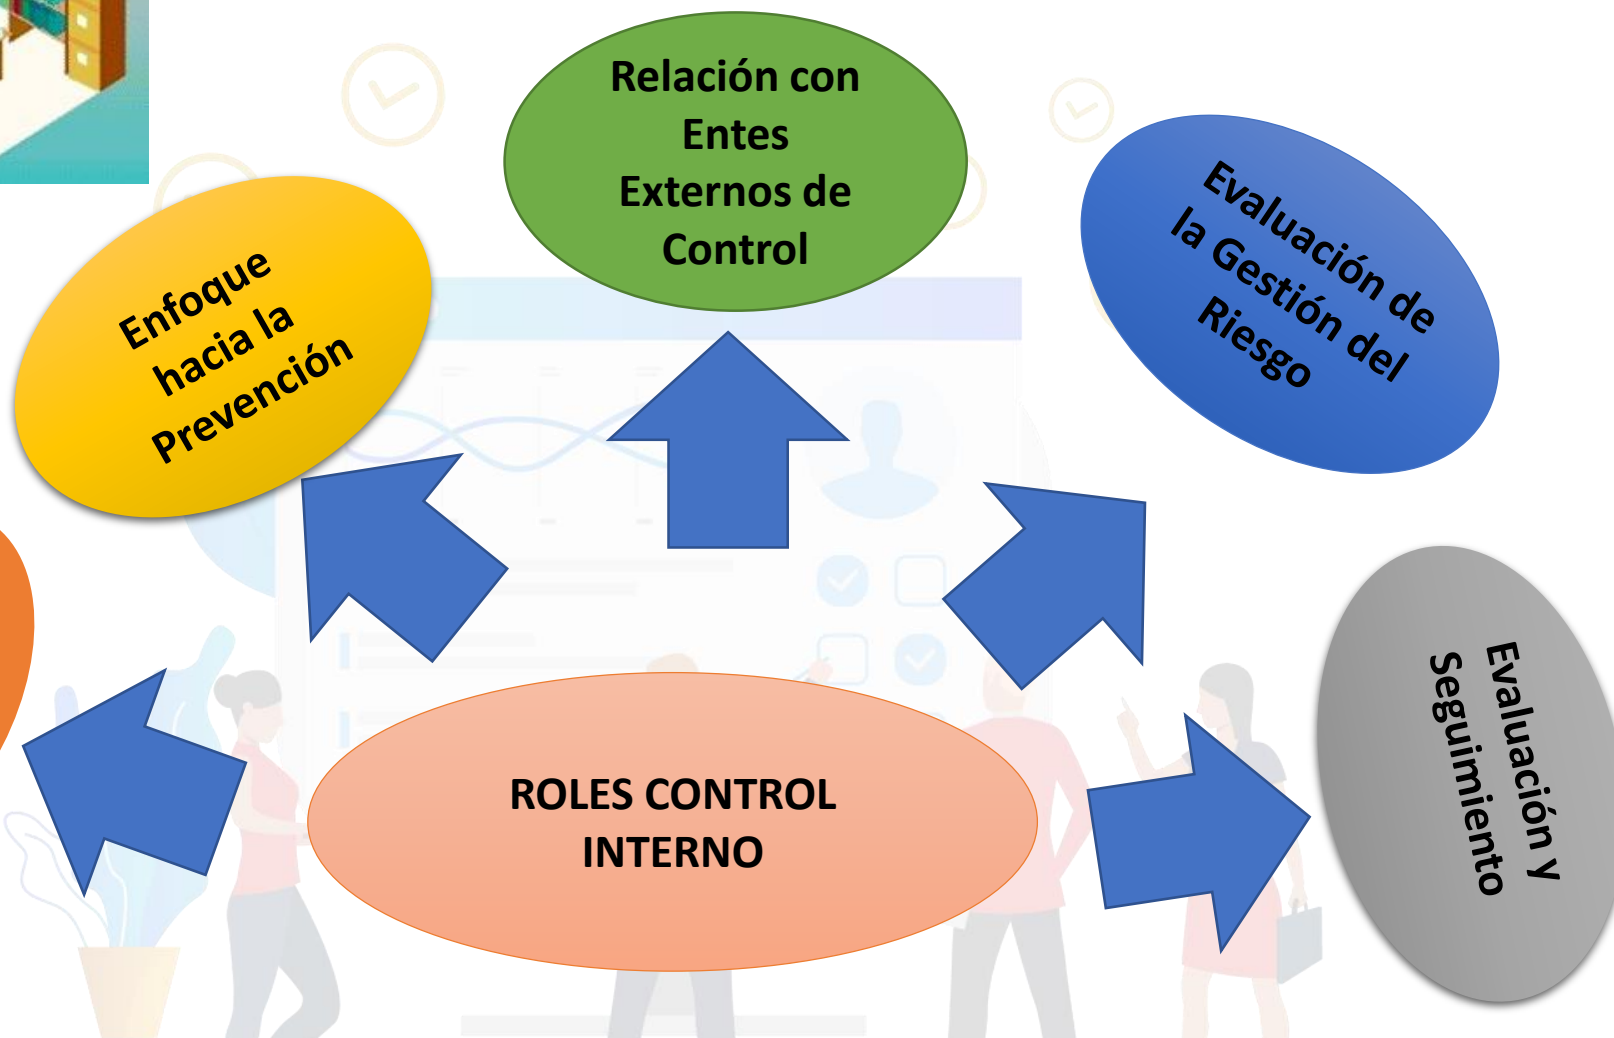 Relación con
Entes
Externos de
Control
Enfoque
hacia la
Prevención
Evaluación de
la Gestión del
Riesgo
Evaluación y
Seguimiento
ROLES CONTROL
INTERNO